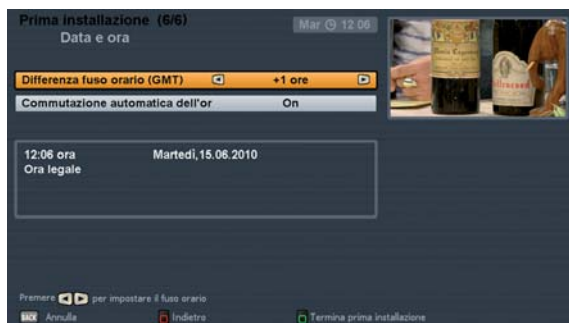 Prima installazione (6/6)
Mar 12 06
Data e ora
Differenza fuso orario (GMT) +1 ore
Commutazione automatica dell'or On
12:06 ora Martedì,15.06.2010
Ora legale
Premere per impostare il fuso orario
BACK Annulla Indietro Termina prima installazione